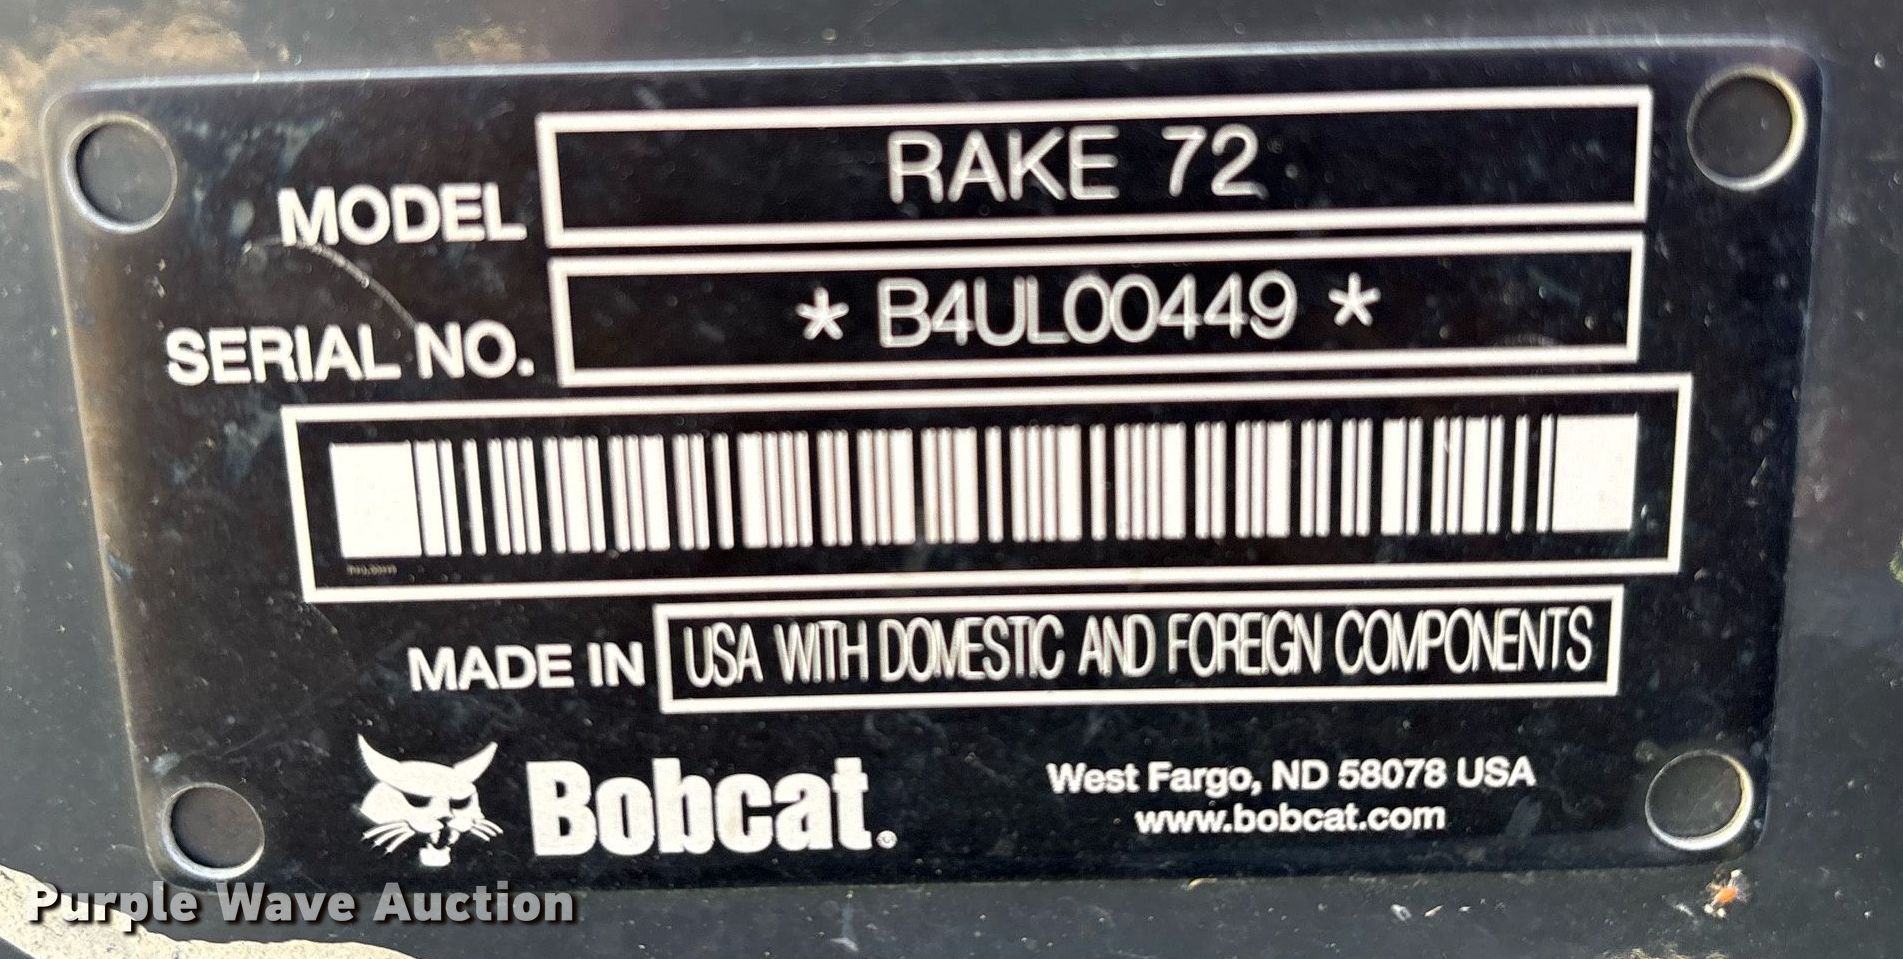 MODEL RAKE 72
SERIAL NO. * B4UL00449 *
MADE IN USA WITH DOMESTIC AND FOREIGN COMPONENTS
Bobcat®
West Fargo, ND 58078 USA
www.bobcat.com
Purple Wave Auction